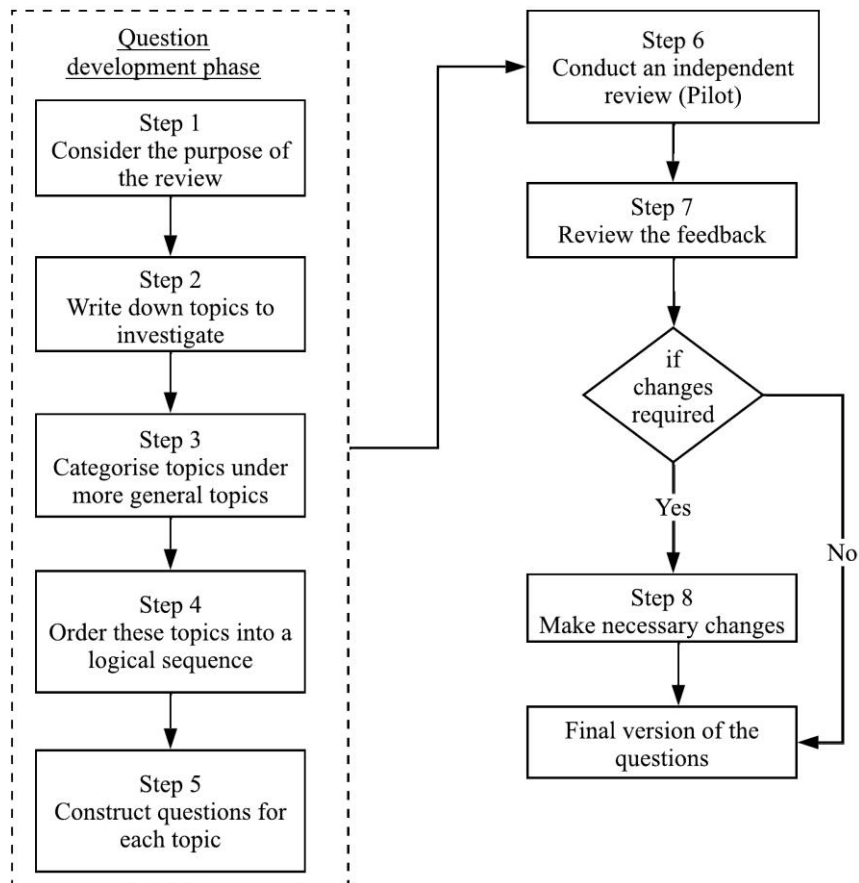 Question
development phase
Step 1
Consider the purpose of
the review
Step 2
Write down topics to
investigate
Step 3
Categorise topics under
more general topics
Step 4
Order these topics into a
logical sequence
Step 5
Construct questions for
each topic
Step 6
Conduct an independent
review (Pilot)
Step 7
Review the feedback
if
changes
required
Yes
No
Step 8
Make necessary changes
Final version of the
questions